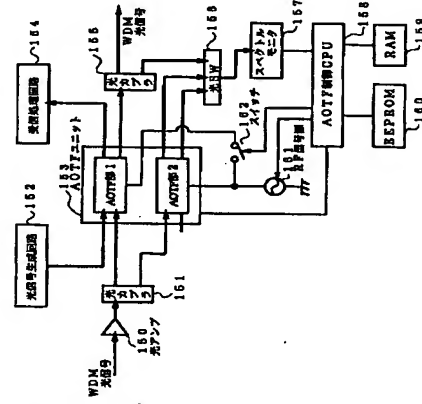 WDM
光信号
150 光アンプ
光カプラ
151
152
光信号生成回路
153
AOTFユニット
AOTF部1
AOTF部2
154
受信処理回路
155
光カプラ
WDM
光信号
156
光SW
157
スペクトル
モニタ
162
スイッチ
161
RF信号源
158
AOTF制御CPU
RAM
159
EEPROM
160